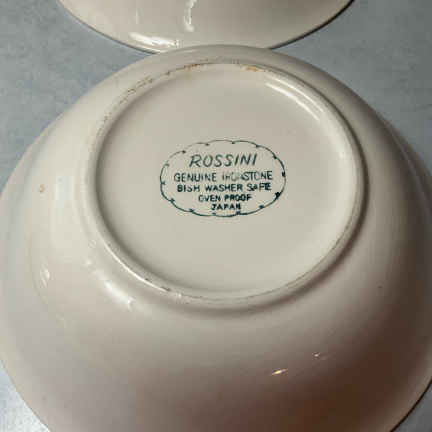 ROSSINI
GENUINE IRONSTONE
DISH WASHER SAFE
OVEN PROOF
JAPAN